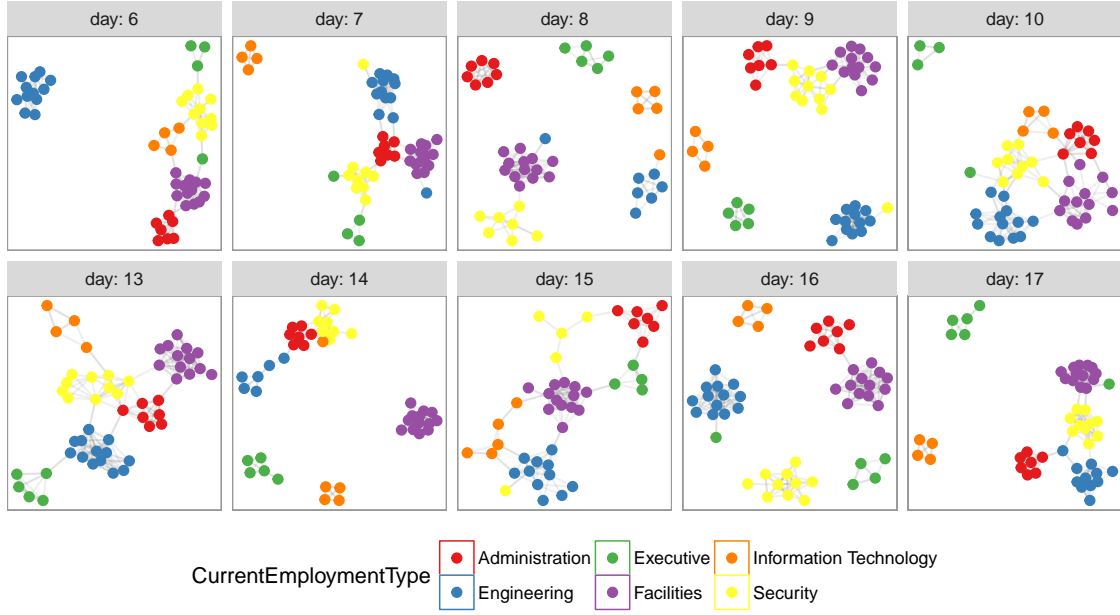 day: 6
day: 7
day: 8
day: 9
day: 10
day: 13
day: 14
day: 15
day: 16
day: 17
CurrentEmploymentType
Administration
Executive
Information Technology
Engineering
Facilities
Security